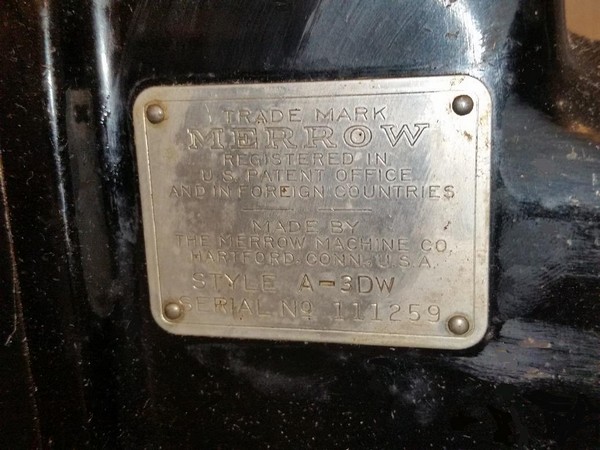 TRADE MARK
MERROW
REGISTERED IN
U.S. PATENT OFFICE
AND IN FOREIGN COUNTRIES
MADE BY
THE MERROW MACHINE CO.
HARTFORD. CONN. U.S.A.
STYLE A-3DW
SERIAL NO 111259